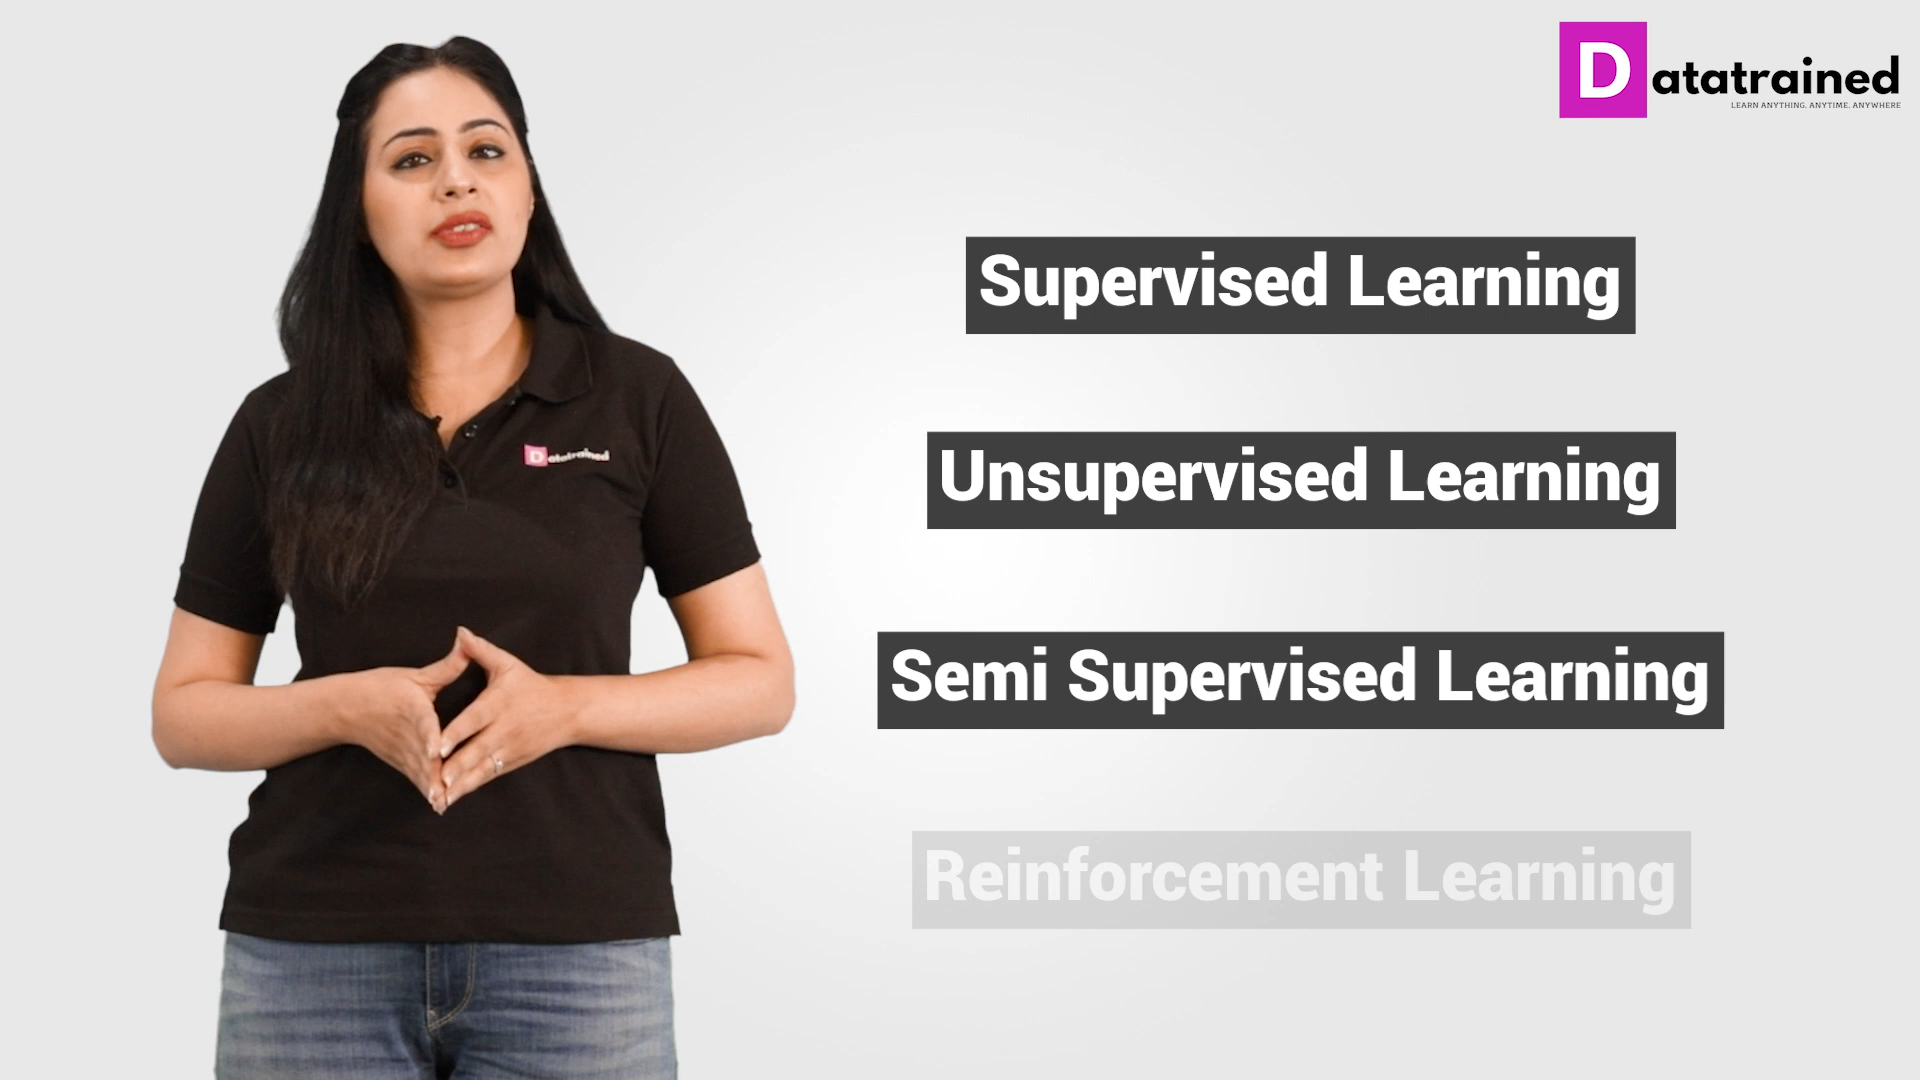 Datatrained
LEARN ANYTHING. ANYTIME. ANYWHERE
Supervised Learning
Unsupervised Learning
Datatrained
Semi Supervised Learning
Reinforcement Learning